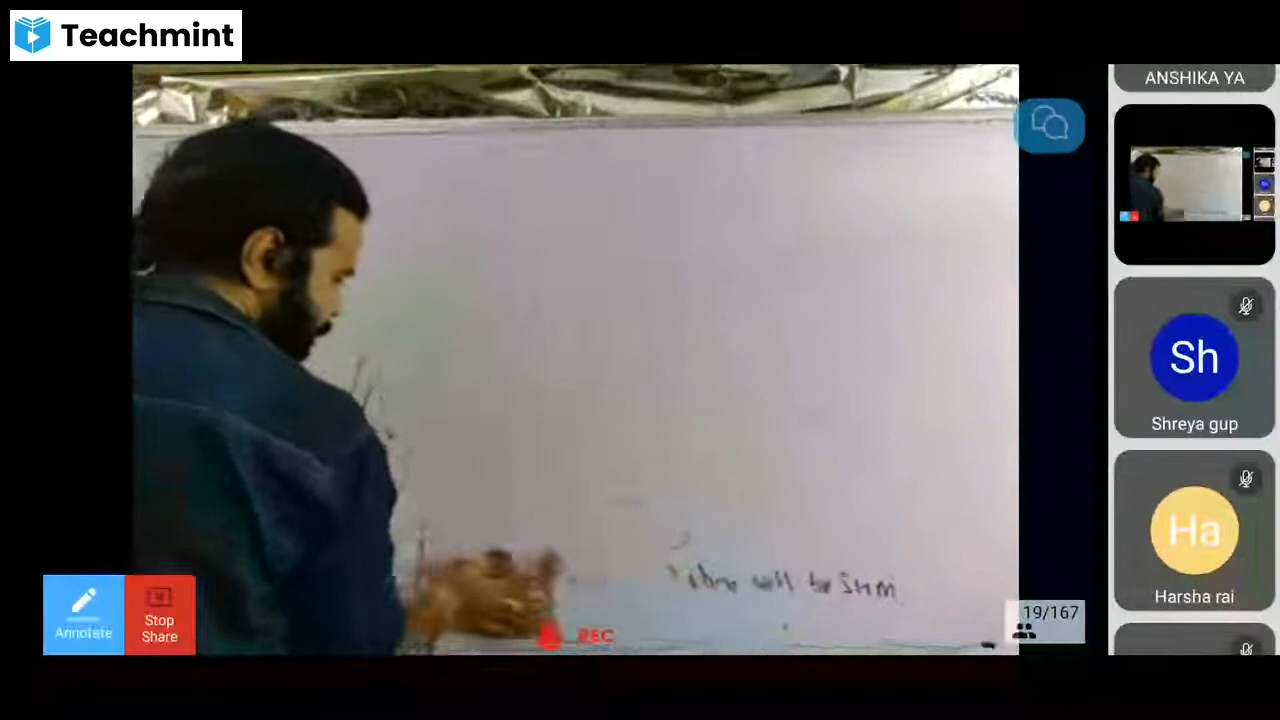 Teachmint
ANSHIKA YA
Sh
Shreya gup
Ha
Harsha rai
will be SHM
19/167
Annotate
Stop
Share
REC